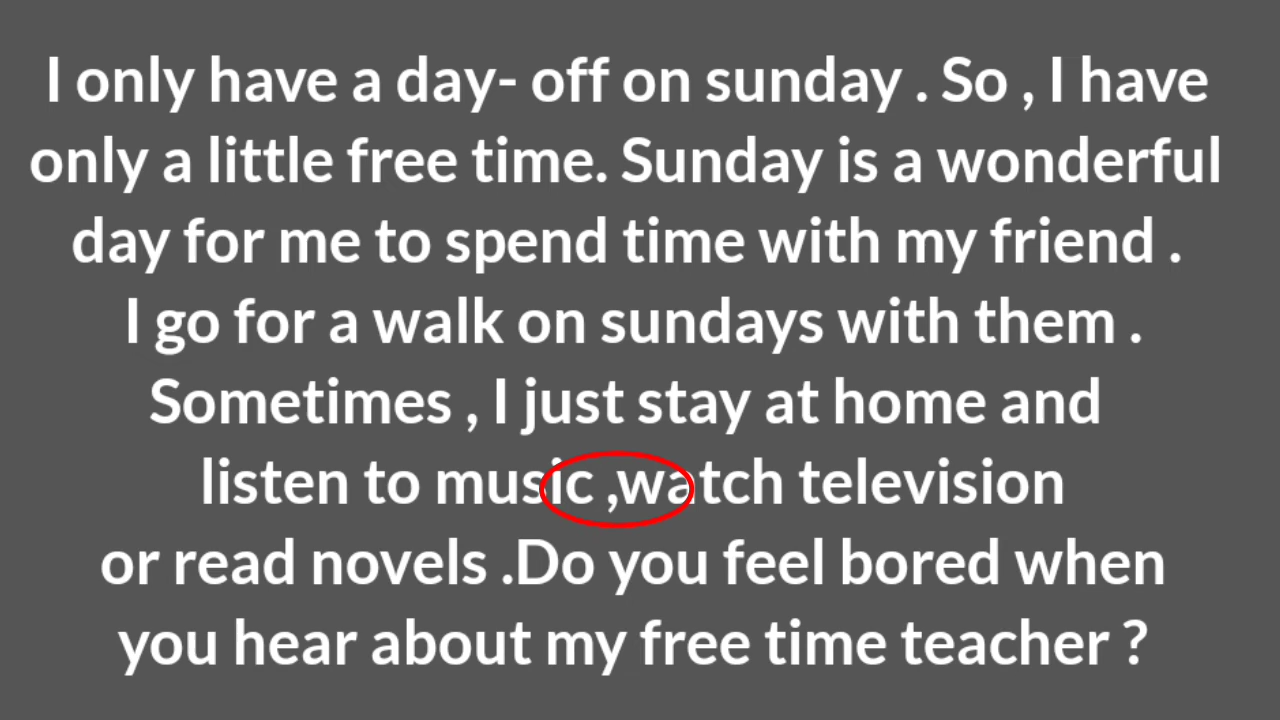 I only have a day- off on sunday . So , I have
only a little free time. Sunday is a wonderful
day for me to spend time with my friend .
I go for a walk on sundays with them .
Sometimes , I just stay at home and
listen to music ,watch television
or read novels .Do you feel bored when
you hear about my free time teacher ?